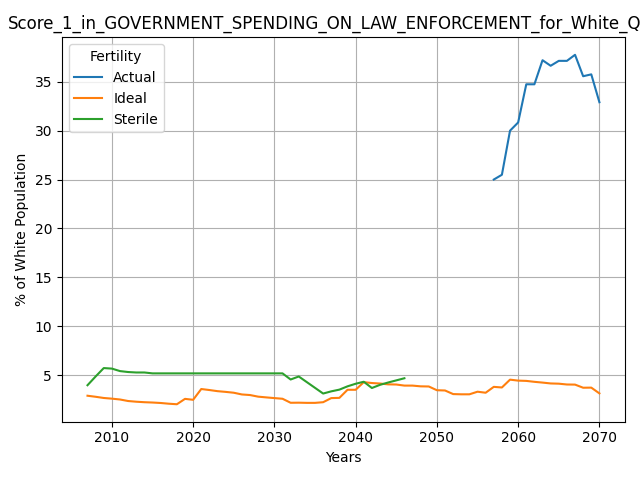 Score_1_in_GOVERNMENT_SPENDING_ON_LAW_ENFORCEMENT_for_White_Q
Fertility
Actual
Ideal
Sterile
% of White Population
35
30
25
20
15
10
5
2010 2020 2030 2040 2050 2060 2070
Years